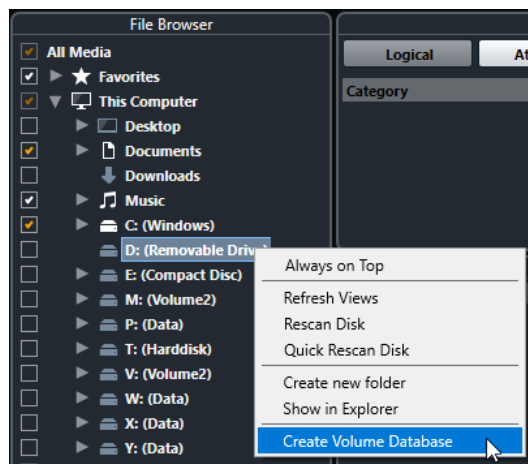 File Browser
All Media
Favorites
This Computer
Desktop
Documents
Downloads
Music
C: (Windows)
D: (Removable Drive)
E: (Compact Disc)
M: (Volume2)
P: (Data)
T: (Harddisk)
V: (Volume2)
W: (Data)
X: (Data)
Y: (Data)
Logical
Category
Always on Top
Refresh Views
Rescan Disk
Quick Rescan Disk
Create new folder
Show in Explorer
Create Volume Database